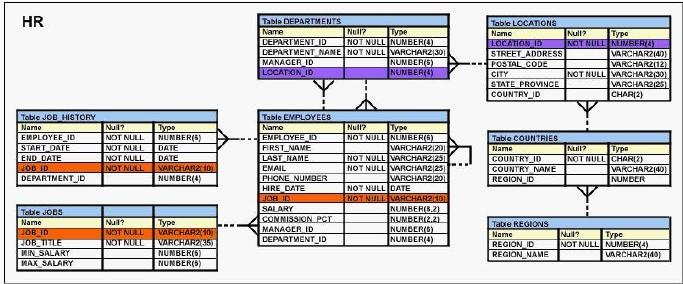 HR
Table DEPARTMENTS
Name Null? Type
DEPARTMENT_ID NOT NULL NUMBER(4)
DEPARTMENT_NAME NOT NULL VARCHAR2(30)
MANAGER_ID NUMBER(6)
LOCATION_ID NUMBER(4)
Table LOCATIONS
Name Null? Type
LOCATION_ID NOT NULL NUMBER(4)
STREET_ADDRESS VARCHAR2(40)
POSTAL_CODE VARCHAR2(12)
CITY NOT NULL VARCHAR2(30)
STATE_PROVINCE VARCHAR2(25)
COUNTRY_ID CHAR(2)
Table JOB_HISTORY
Name Null? Type
EMPLOYEE_ID NOT NULL NUMBER(6)
START_DATE NOT NULL DATE
END_DATE NOT NULL DATE
JOB_ID NOT NULL VARCHAR2(10)
DEPARTMENT_ID NUMBER(4)
Table EMPLOYEES
Name Null? Type
EMPLOYEE_ID NOT NULL NUMBER(6)
FIRST_NAME VARCHAR2(20)
LAST_NAME NOT NULL VARCHAR2(25)
EMAIL NOT NULL VARCHAR2(25)
PHONE_NUMBER VARCHAR2(20)
HIRE_DATE NOT NULL DATE
JOB_ID NOT NULL VARCHAR2(10)
SALARY NUMBER(8,2)
COMMISSION_PCT NUMBER(2,2)
MANAGER_ID NUMBER(6)
DEPARTMENT_ID NUMBER(4)
Table COUNTRIES
Name Null? Type
COUNTRY_ID NOT NULL CHAR(2)
COUNTRY_NAME VARCHAR2(40)
REGION_ID NUMBER
Table JOBS
Name Null? Type
JOB_ID NOT NULL VARCHAR2(10)
JOB_TITLE NOT NULL VARCHAR2(35)
MIN_SALARY NUMBER(6)
MAX_SALARY NUMBER(6)
Table REGIONS
Name Null? Type
REGION_ID NOT NULL NUMBER(4)
REGION_NAME VARCHAR2(40)